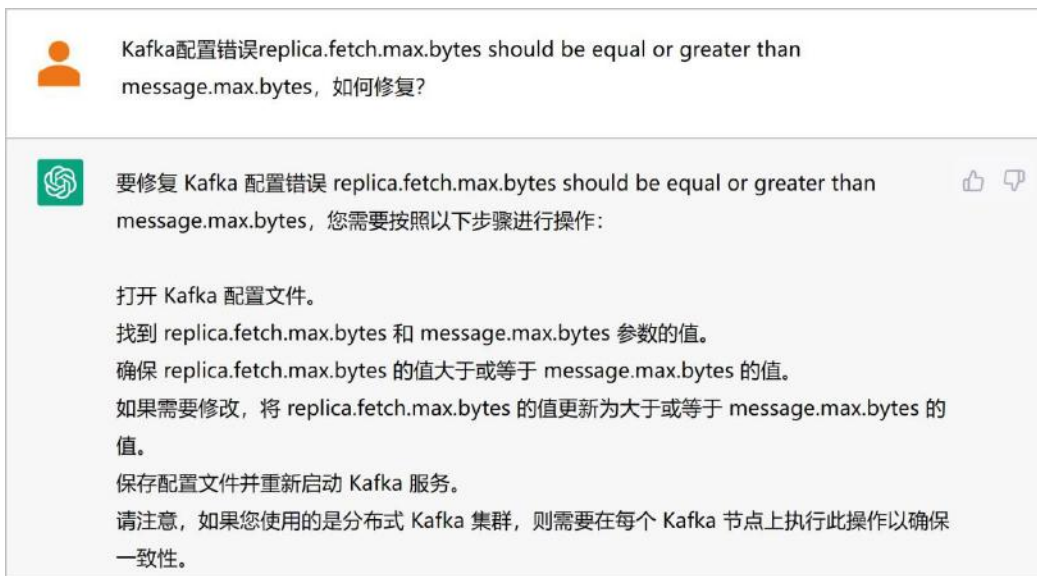 Kafka配置错误replica.fetch.max.bytes should be equal or greater than
message.max.bytes，如何修复？
要修复 Kafka 配置错误 replica.fetch.max.bytes should be equal or greater than
message.max.bytes，您需要按照以下步骤进行操作：
打开 Kafka 配置文件。
找到 replica.fetch.max.bytes 和 message.max.bytes 参数的值。
确保 replica.fetch.max.bytes 的值大于或等于 message.max.bytes 的值。
如果需要修改，将 replica.fetch.max.bytes 的值更新为大于或等于 message.max.bytes 的
值。
保存配置文件并重新启动 Kafka 服务。
请注意，如果您使用的是分布式 Kafka 集群，则需要在每个 Kafka 节点上执行此操作以确保
一致性。